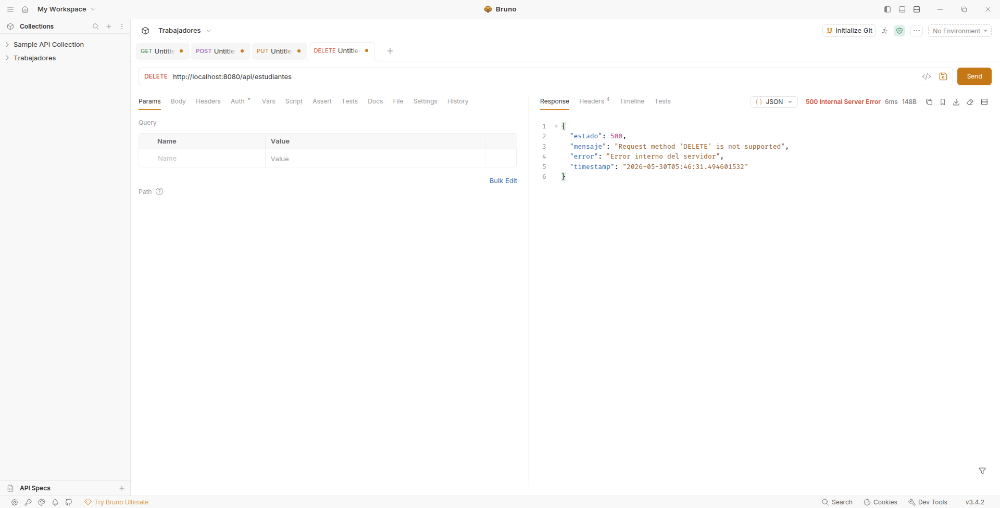 My Workspace
Bruno
Collections
Sample API Collection
Trabajadores
Trabajadores
Initialize Git
No Environment
GET Untitle
POST Untitle
PUT Untitle
DELETE Untitle
DELETE http://localhost:8080/api/estudiantes
Send
Params Body Headers Auth Vars Script Assert Tests Docs File Settings History
Query
Name Value
Name Value
Bulk Edit
Path ?
Response Headers 4 Timeline Tests
{ } JSON 500 Internal Server Error 6ms 148B
1 {
2 "estado": 500,
3 "mensaje": "Request method 'DELETE' is not supported",
4 "error": "Error interno del servidor",
5 "timestamp": "2026-05-30T05:46:31.494601532"
6 }
API Specs
Try Bruno Ultimate
Search
Cookies
Dev Tools
v3.4.2